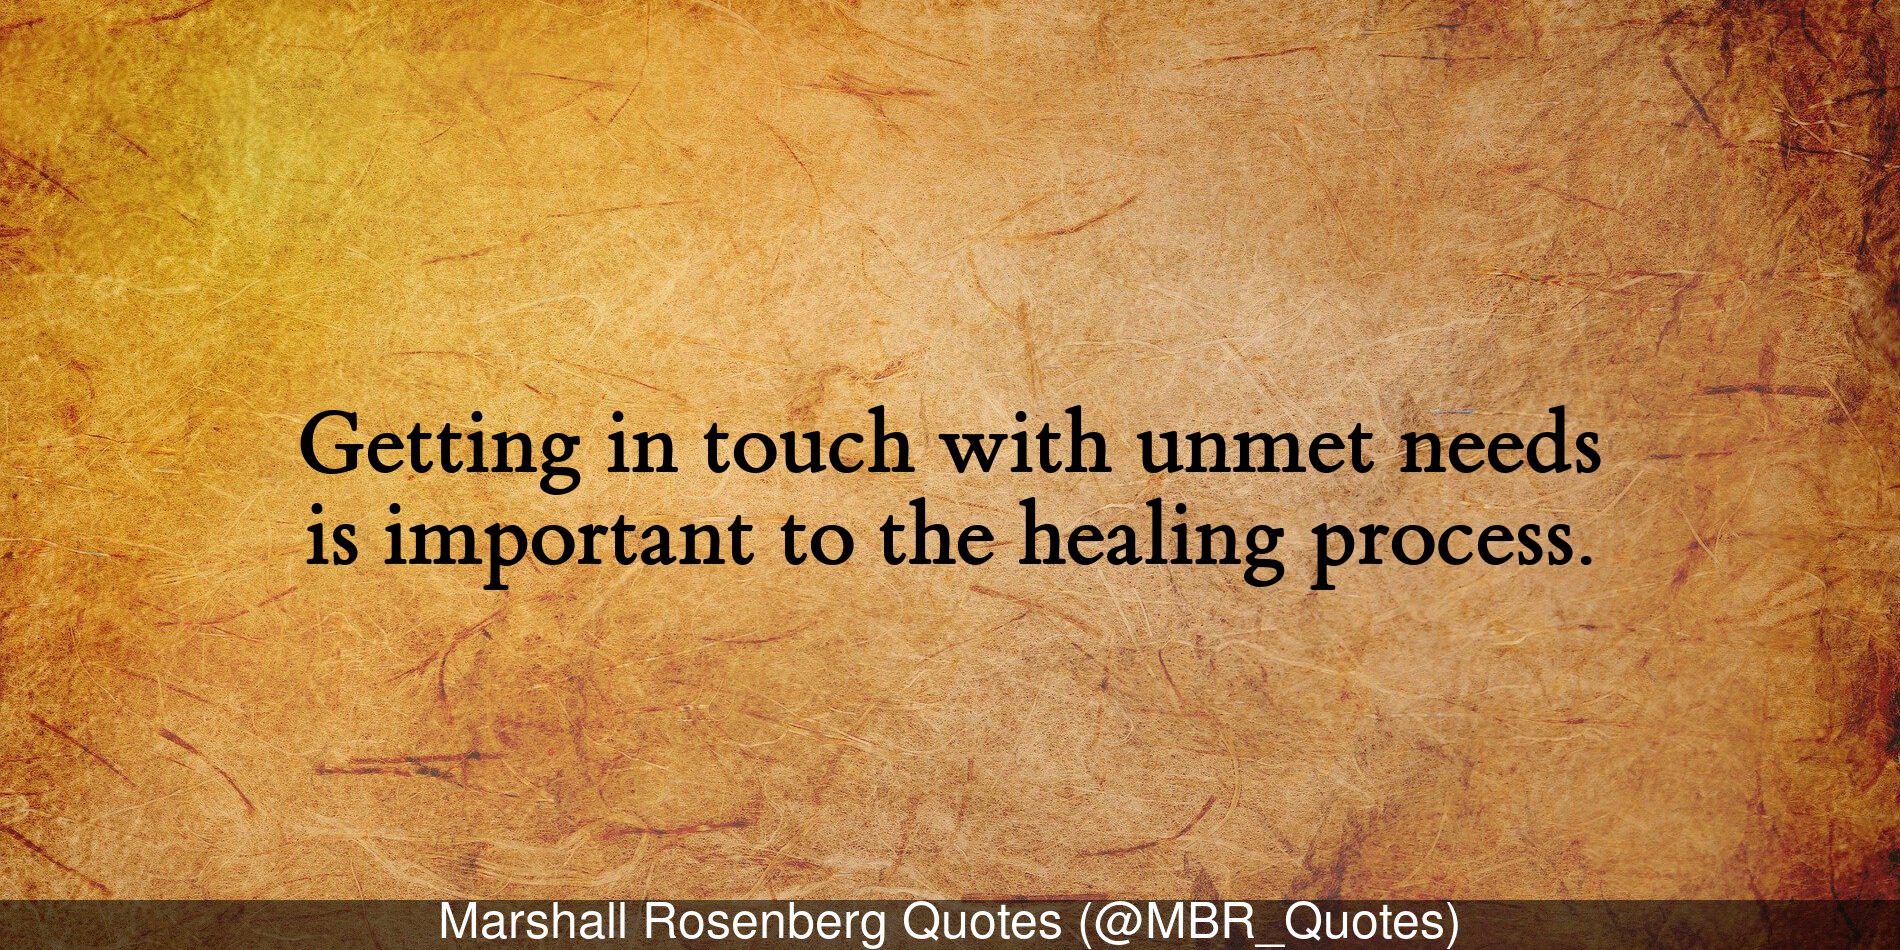 Getting in touch with unmet needs
is important to the healing process.
Marshall Rosenberg Quotes (@MBR_Quotes)